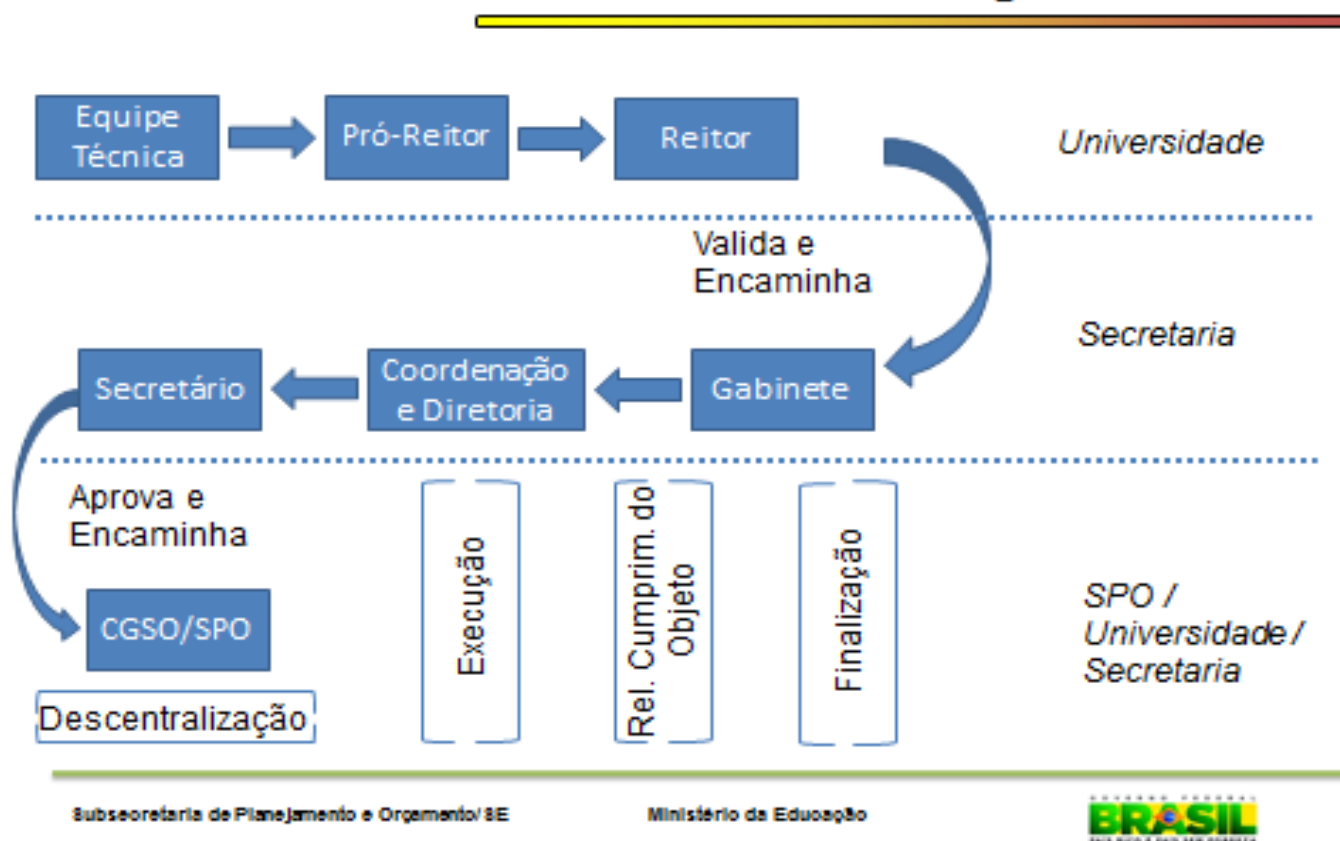 Equipe
Técnica
Pró-Reitor
Reitor
Universidade
Valida e
Encaminha
Secretaria
Secretário
Coordenação
e Diretoria
Gabinete
Aprova e
Encaminha
CGSO/SPO
Descentralização
Execução
Rel. Cumprim. do
Objeto
Finalização
SPO /
Universidade/
Secretaria
Subsecretaria de Planejamento e Orçamento/SE
Ministério da Educação
BRASIL